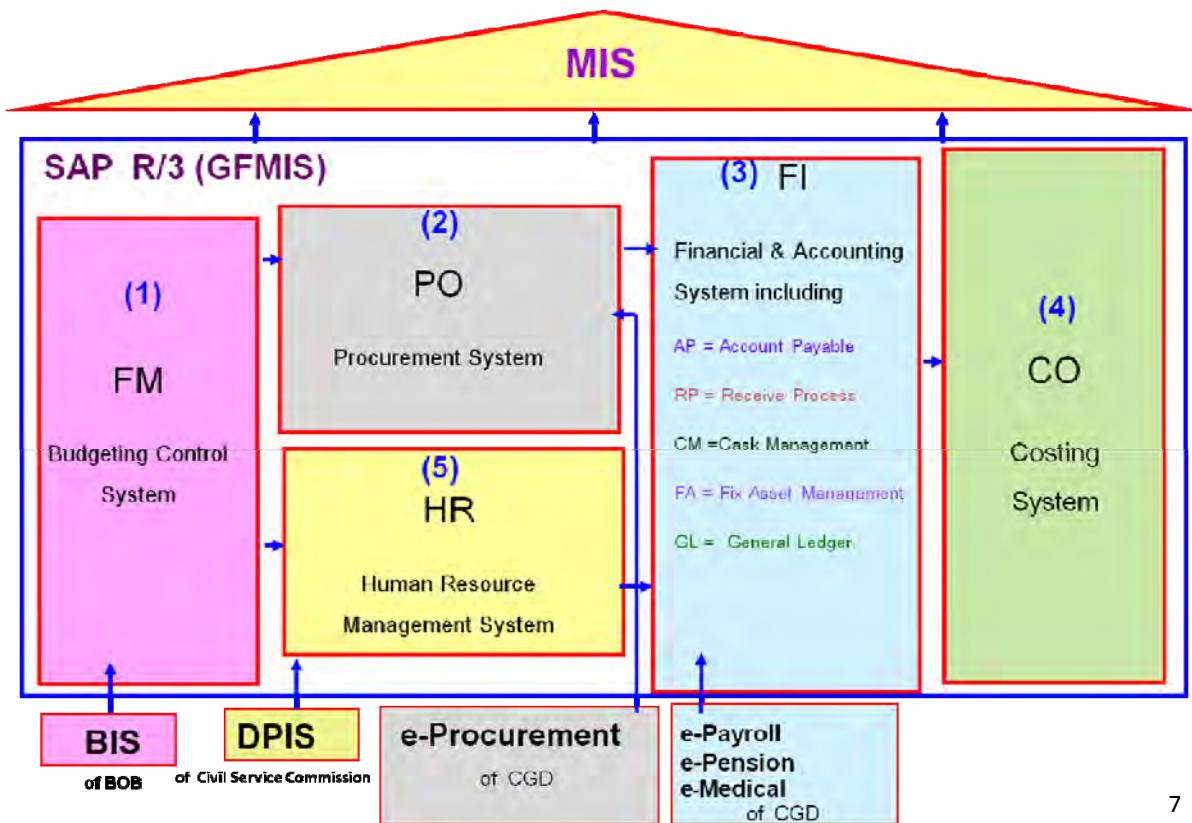 MIS
SAP R/3 (GFMIS)
(1)
FM
Budgeting Control
System
(2)
PO
Procurement System
(5)
HR
Human Resource
Management System
(3) FI
Financial & Accounting
System including
AP = Account Payable
RP = Receive Process
CM =Cask Management
FA = Fix Asset Management
GL = General Ledger
(4)
CO
Costing
System
BIS
of BOB
DPIS
of Civil Service Commission
e-Procurement
of CGD
e-Payroll
e-Pension
e-Medical
of CGD
7